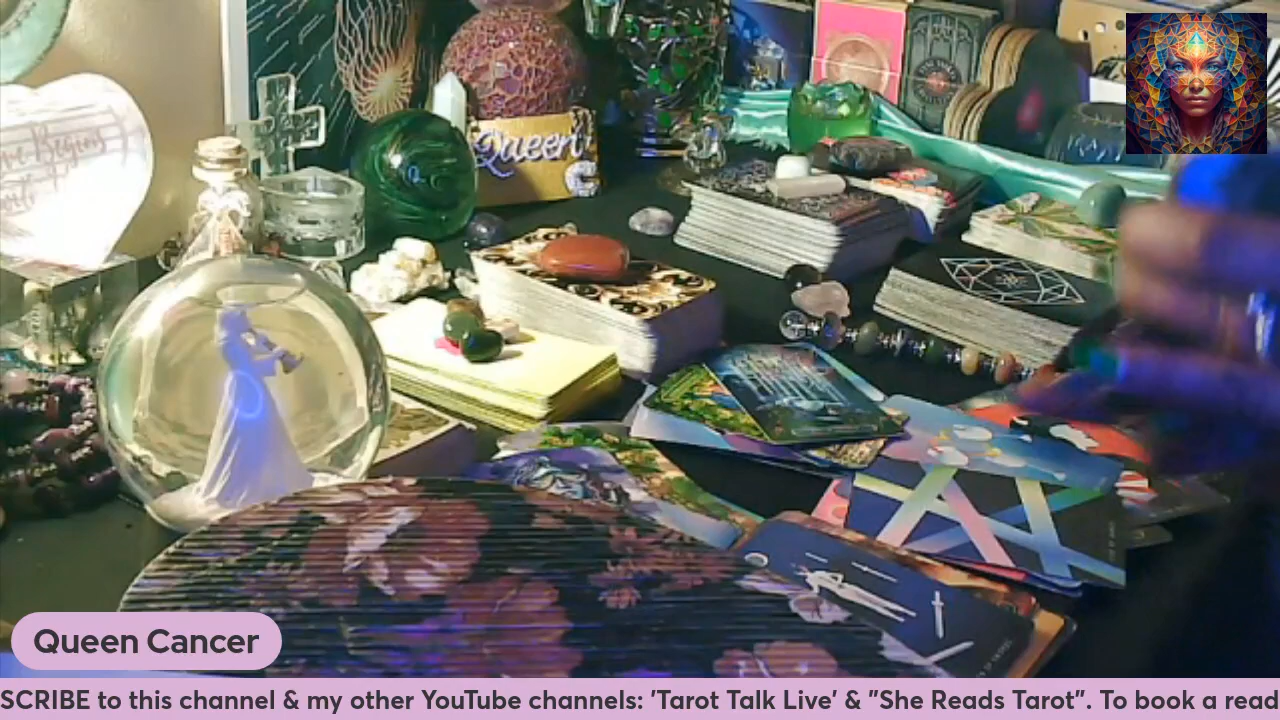 Queen
Queen Cancer
SCRIBE to this channel & my other YouTube channels: 'Tarot Talk Live' & "She Reads Tarot". To book a read